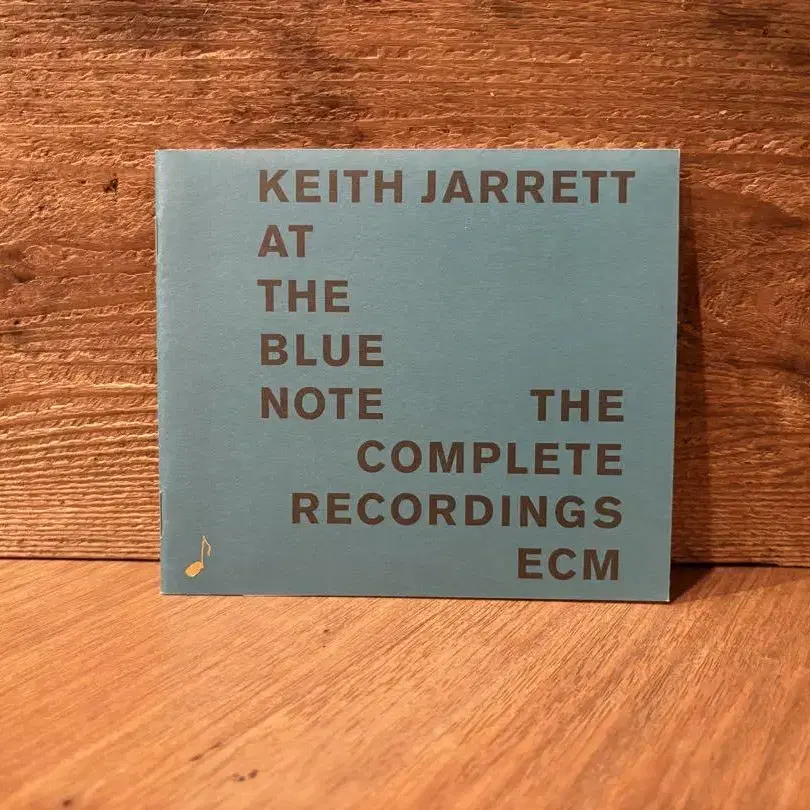 KEITH JARRETT
AT
THE
BLUE
NOTE THE
COMPLETE
RECORDINGS
ECM